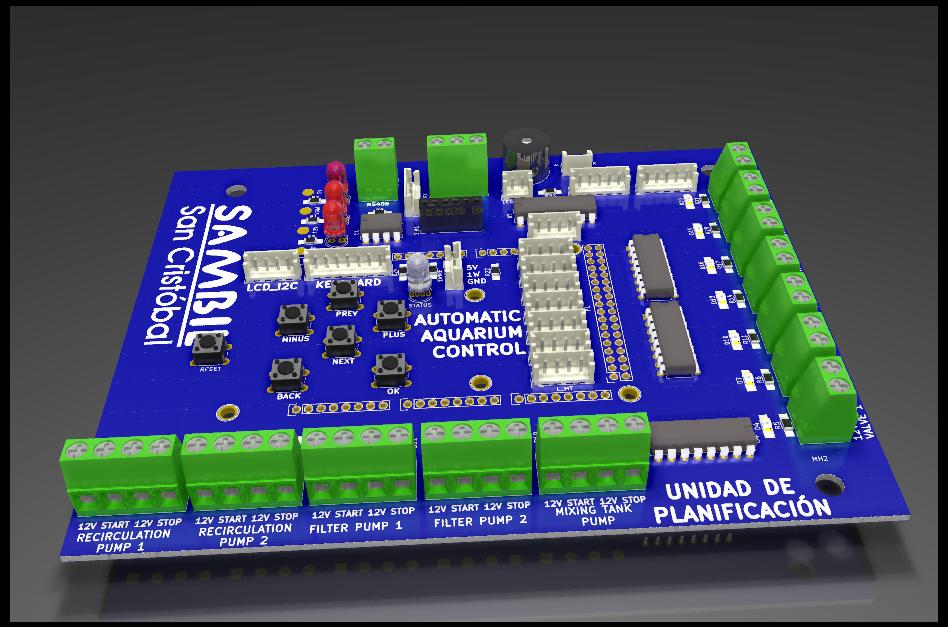 SAMBIL
San Cristóbal
RS485
LCD_I2C
5V
1W
GND
STATUS
PREV
MINUS
PLUS
NEXT
RESET
BACK
OK
AUTOMATIC
AQUARIUM
CONTROL
12V START 12V STOP
RECIRCULATION
PUMP 1
12V START 12V STOP
RECIRCULATION
PUMP 2
12V START 12V STOP
FILTER PUMP 1
12V START 12V STOP
FILTER PUMP 2
12V START 12V STOP
MIXING TANK
PUMP
UNIDAD DE
PLANIFICACIÓN
MH2
VALVE 1